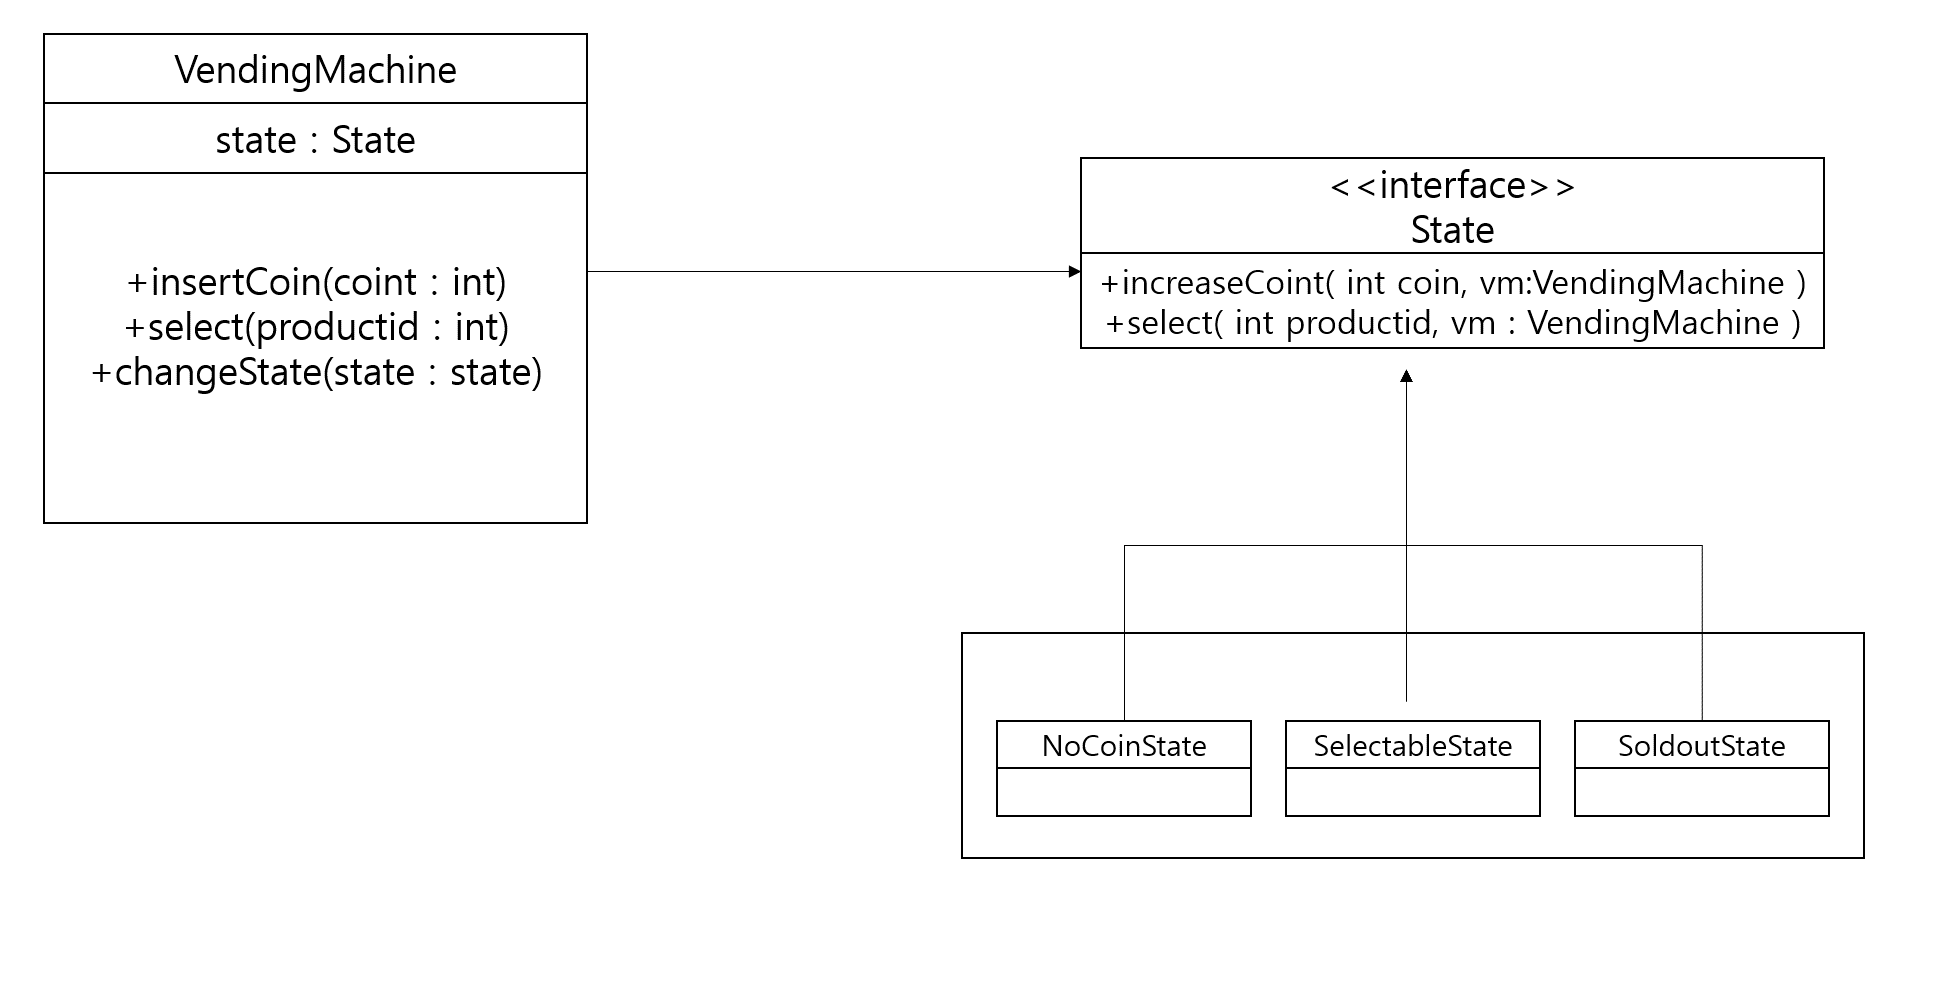 VendingMachine
state : State
+insertCoin(coint : int)
+select(productid : int)
+changeState(state : state)
<<interface>>
State
+increaseCoint( int coin, vm:VendingMachine )
+select( int productid, vm : VendingMachine )
NoCoinState
SelectableState
SoldoutState